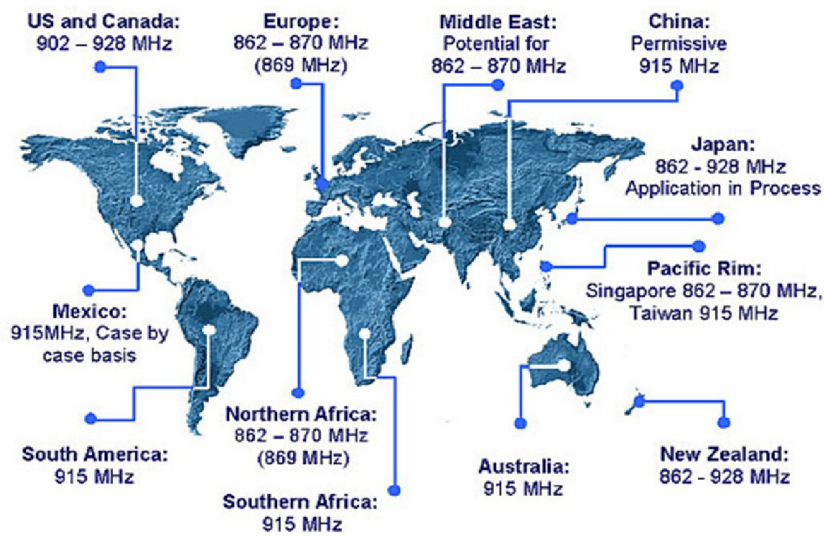 US and Canada:
902 – 928 MHz
Europe:
862 – 870 MHz
(869 MHz)
Middle East:
Potential for
862 – 870 MHz
China:
Permissive
915 MHz
Japan:
862 - 928 MHz
Application in Process
Pacific Rim:
Singapore 862 – 870 MHz,
Taiwan 915 MHz
Mexico:
915MHz, Case by
case basis
South America:
915 MHz
Northern Africa:
862 – 870 MHz
(869 MHz)
Southern Africa:
915 MHz
Australia:
915 MHz
New Zealand:
862 - 928 MHz